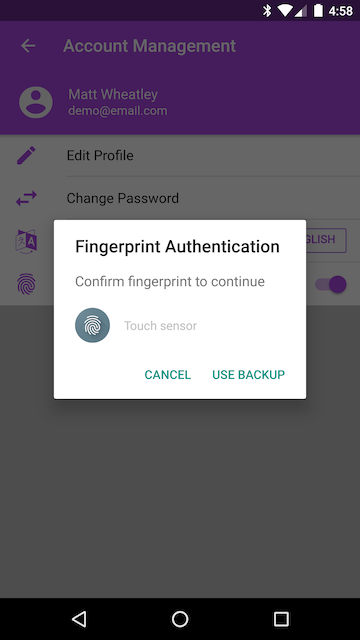 4:58
Account Management
Matt Wheatley
demo@email.com
Edit Profile
Change Password
Fingerprint Authentication
Confirm fingerprint to continue
Touch sensor
CANCEL USE BACKUP